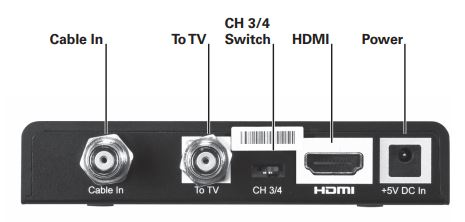 Cable In
To TV
CH 3/4
Switch
HDMI
Power
Cable In
To TV
CH 3/4
HDMI
+5V DC In